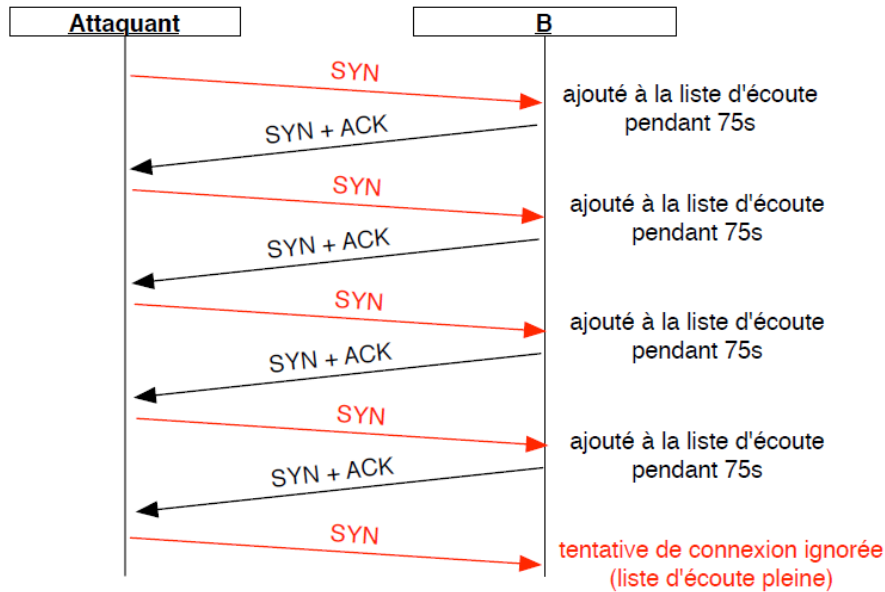 Attaquant
B
SYN
ajouté à la liste d'écoute
pendant 75s
SYN + ACK
SYN
ajouté à la liste d'écoute
pendant 75s
SYN + ACK
SYN
ajouté à la liste d'écoute
pendant 75s
SYN + ACK
SYN
ajouté à la liste d'écoute
pendant 75s
SYN + ACK
SYN
tentative de connexion ignorée
(liste d'écoute pleine)